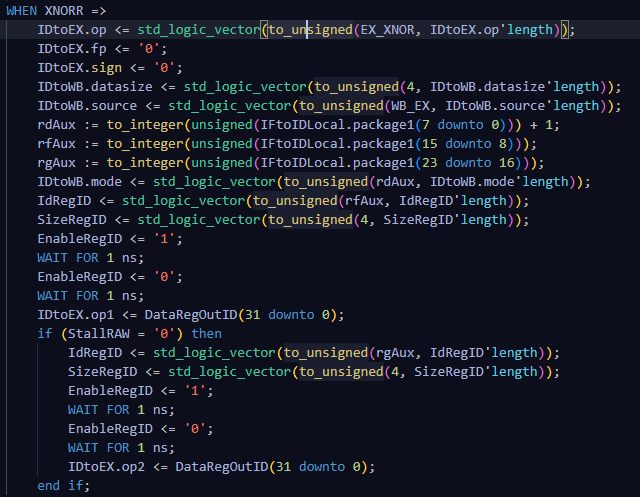 WHEN XNORR =>
IDtoEX.op <= std_logic_vector(to_unsigned(EX_XNOR, IDtoEX.op'length));
IDtoEX.fp <= '0';
IDtoEX.sign <= '0';
IDtoWB.datasize <= std_logic_vector(to_unsigned(4, IDtoWB.datasize'length));
IDtoWB.source <= std_logic_vector(to_unsigned(WB_EX, IDtoWB.source'length));
rdAux := to_integer(unsigned(IFtoIDLocal.package1(7 downto 0))) + 1;
rfAux := to_integer(unsigned(IFtoIDLocal.package1(15 downto 8)));
rgAux := to_integer(unsigned(IFtoIDLocal.package1(23 downto 16)));
IDtoWB.mode <= std_logic_vector(to_unsigned(rdAux, IDtoWB.mode'length));
IdRegID <= std_logic_vector(to_unsigned(rfAux, IdRegID'length));
SizeRegID <= std_logic_vector(to_unsigned(4, SizeRegID'length));
EnableRegID <= '1';
WAIT FOR 1 ns;
EnableRegID <= '0';
WAIT FOR 1 ns;
IDtoEX.op1 <= DataRegOutID(31 downto 0);
if (StallRAW = '0') then
IdRegID <= std_logic_vector(to_unsigned(rgAux, IdRegID'length));
SizeRegID <= std_logic_vector(to_unsigned(4, SizeRegID'length));
EnableRegID <= '1';
WAIT FOR 1 ns;
EnableRegID <= '0';
WAIT FOR 1 ns;
IDtoEX.op2 <= DataRegOutID(31 downto 0);
end if;